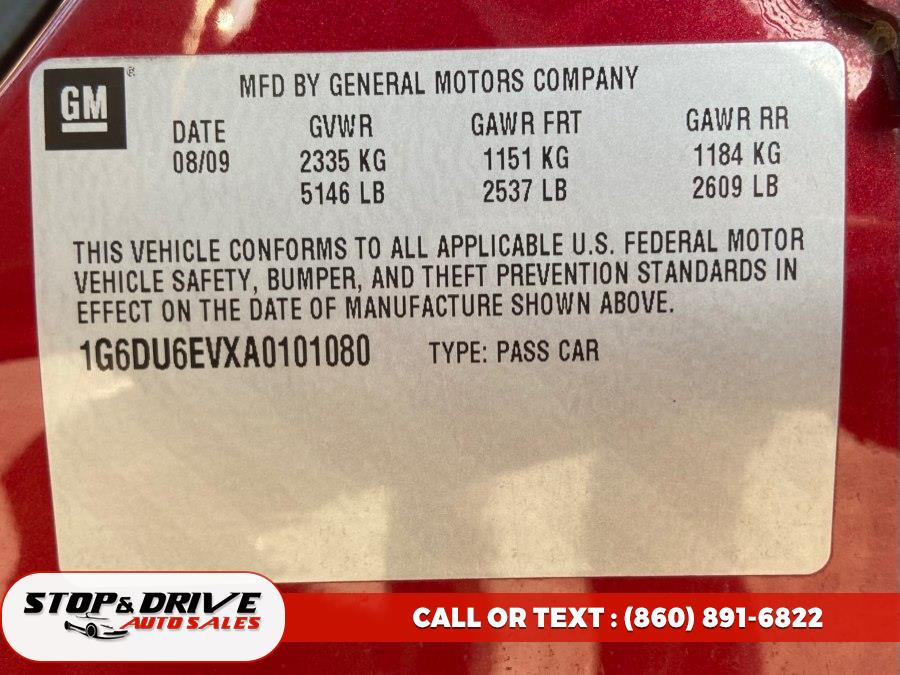 GM ®
MFD BY GENERAL MOTORS COMPANY
DATE GVWR GAWR FRT GAWR RR
08/09 2335 KG 1151 KG 1184 KG
5146 LB 2537 LB 2609 LB
THIS VEHICLE CONFORMS TO ALL APPLICABLE U.S. FEDERAL MOTOR
VEHICLE SAFETY, BUMPER, AND THEFT PREVENTION STANDARDS IN
EFFECT ON THE DATE OF MANUFACTURE SHOWN ABOVE.
1G6DU6EVXA0101080 TYPE: PASS CAR
STOP & DRIVE
AUTO SALES
CALL OR TEXT : (860) 891-6822